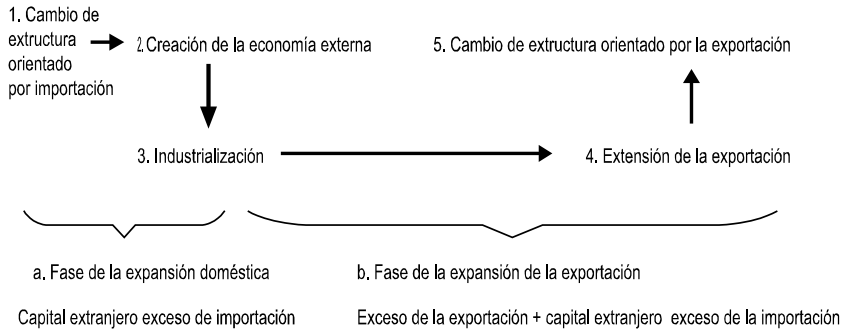 1. Cambio de
extructura
orientado
por importación
2. Creación de la economía externa
5. Cambio de extructura orientado por la exportación
3. Industrialización
4. Extensión de la exportación
a. Fase de la expansión doméstica
b. Fase de la expansión de la exportación
Capital extranjero exceso de importación
Exceso de la exportación + capital extranjero exceso de la importación